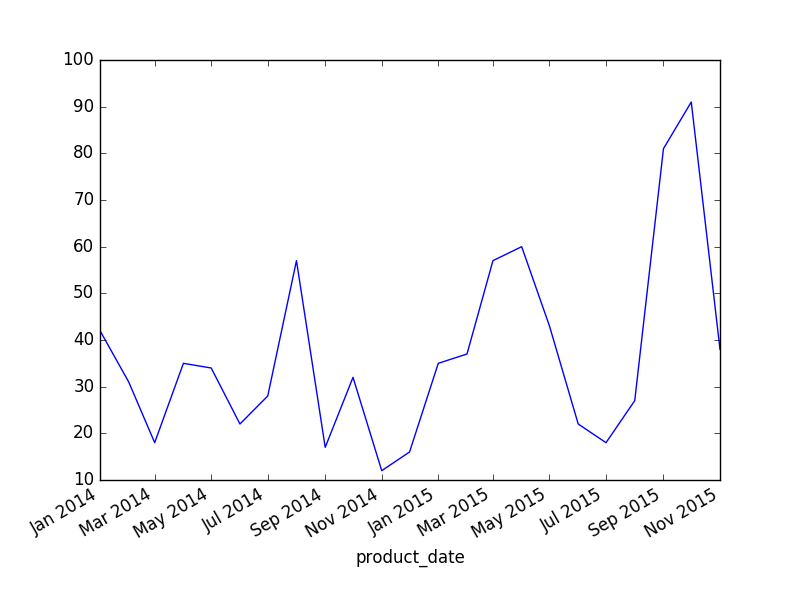 100
90
80
70
60
50
40
30
20
10
Jan 2014
Mar 2014
May 2014
Jul 2014
Sep 2014
Nov 2014
Jan 2015
Mar 2015
May 2015
Jul 2015
Sep 2015
Nov 2015
product_date